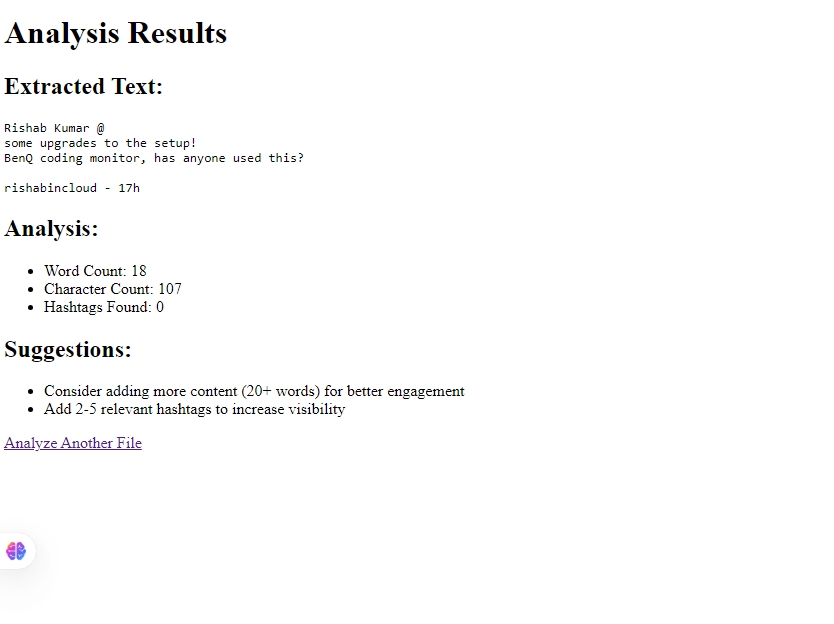 Analysis Results
Extracted Text:
Rishab Kumar @
some upgrades to the setup!
BenQ coding monitor, has anyone used this?
rishabincloud - 17h
Analysis:
• Word Count: 18
• Character Count: 107
• Hashtags Found: 0
Suggestions:
• Consider adding more content (20+ words) for better engagement
• Add 2-5 relevant hashtags to increase visibility
Analyze Another File